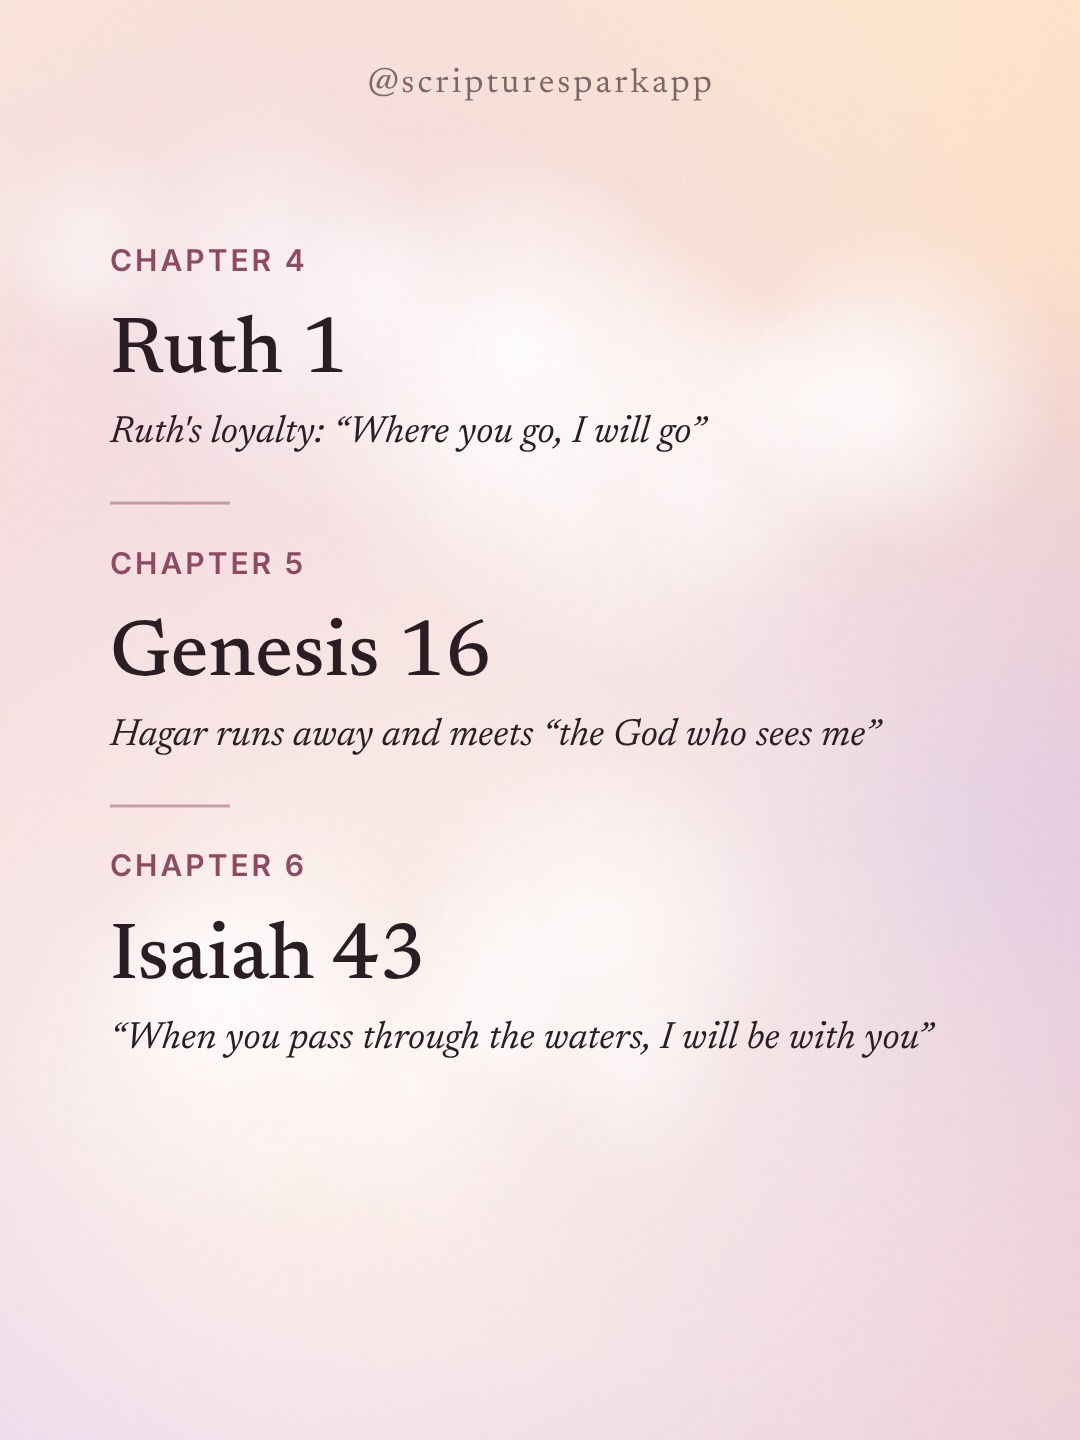 @scripturesparkapp
CHAPTER 4
Ruth 1
Ruth's loyalty: “Where you go, I will go”
CHAPTER 5
Genesis 16
Hagar runs away and meets “the God who sees me”
CHAPTER 6
Isaiah 43
“When you pass through the waters, I will be with you”